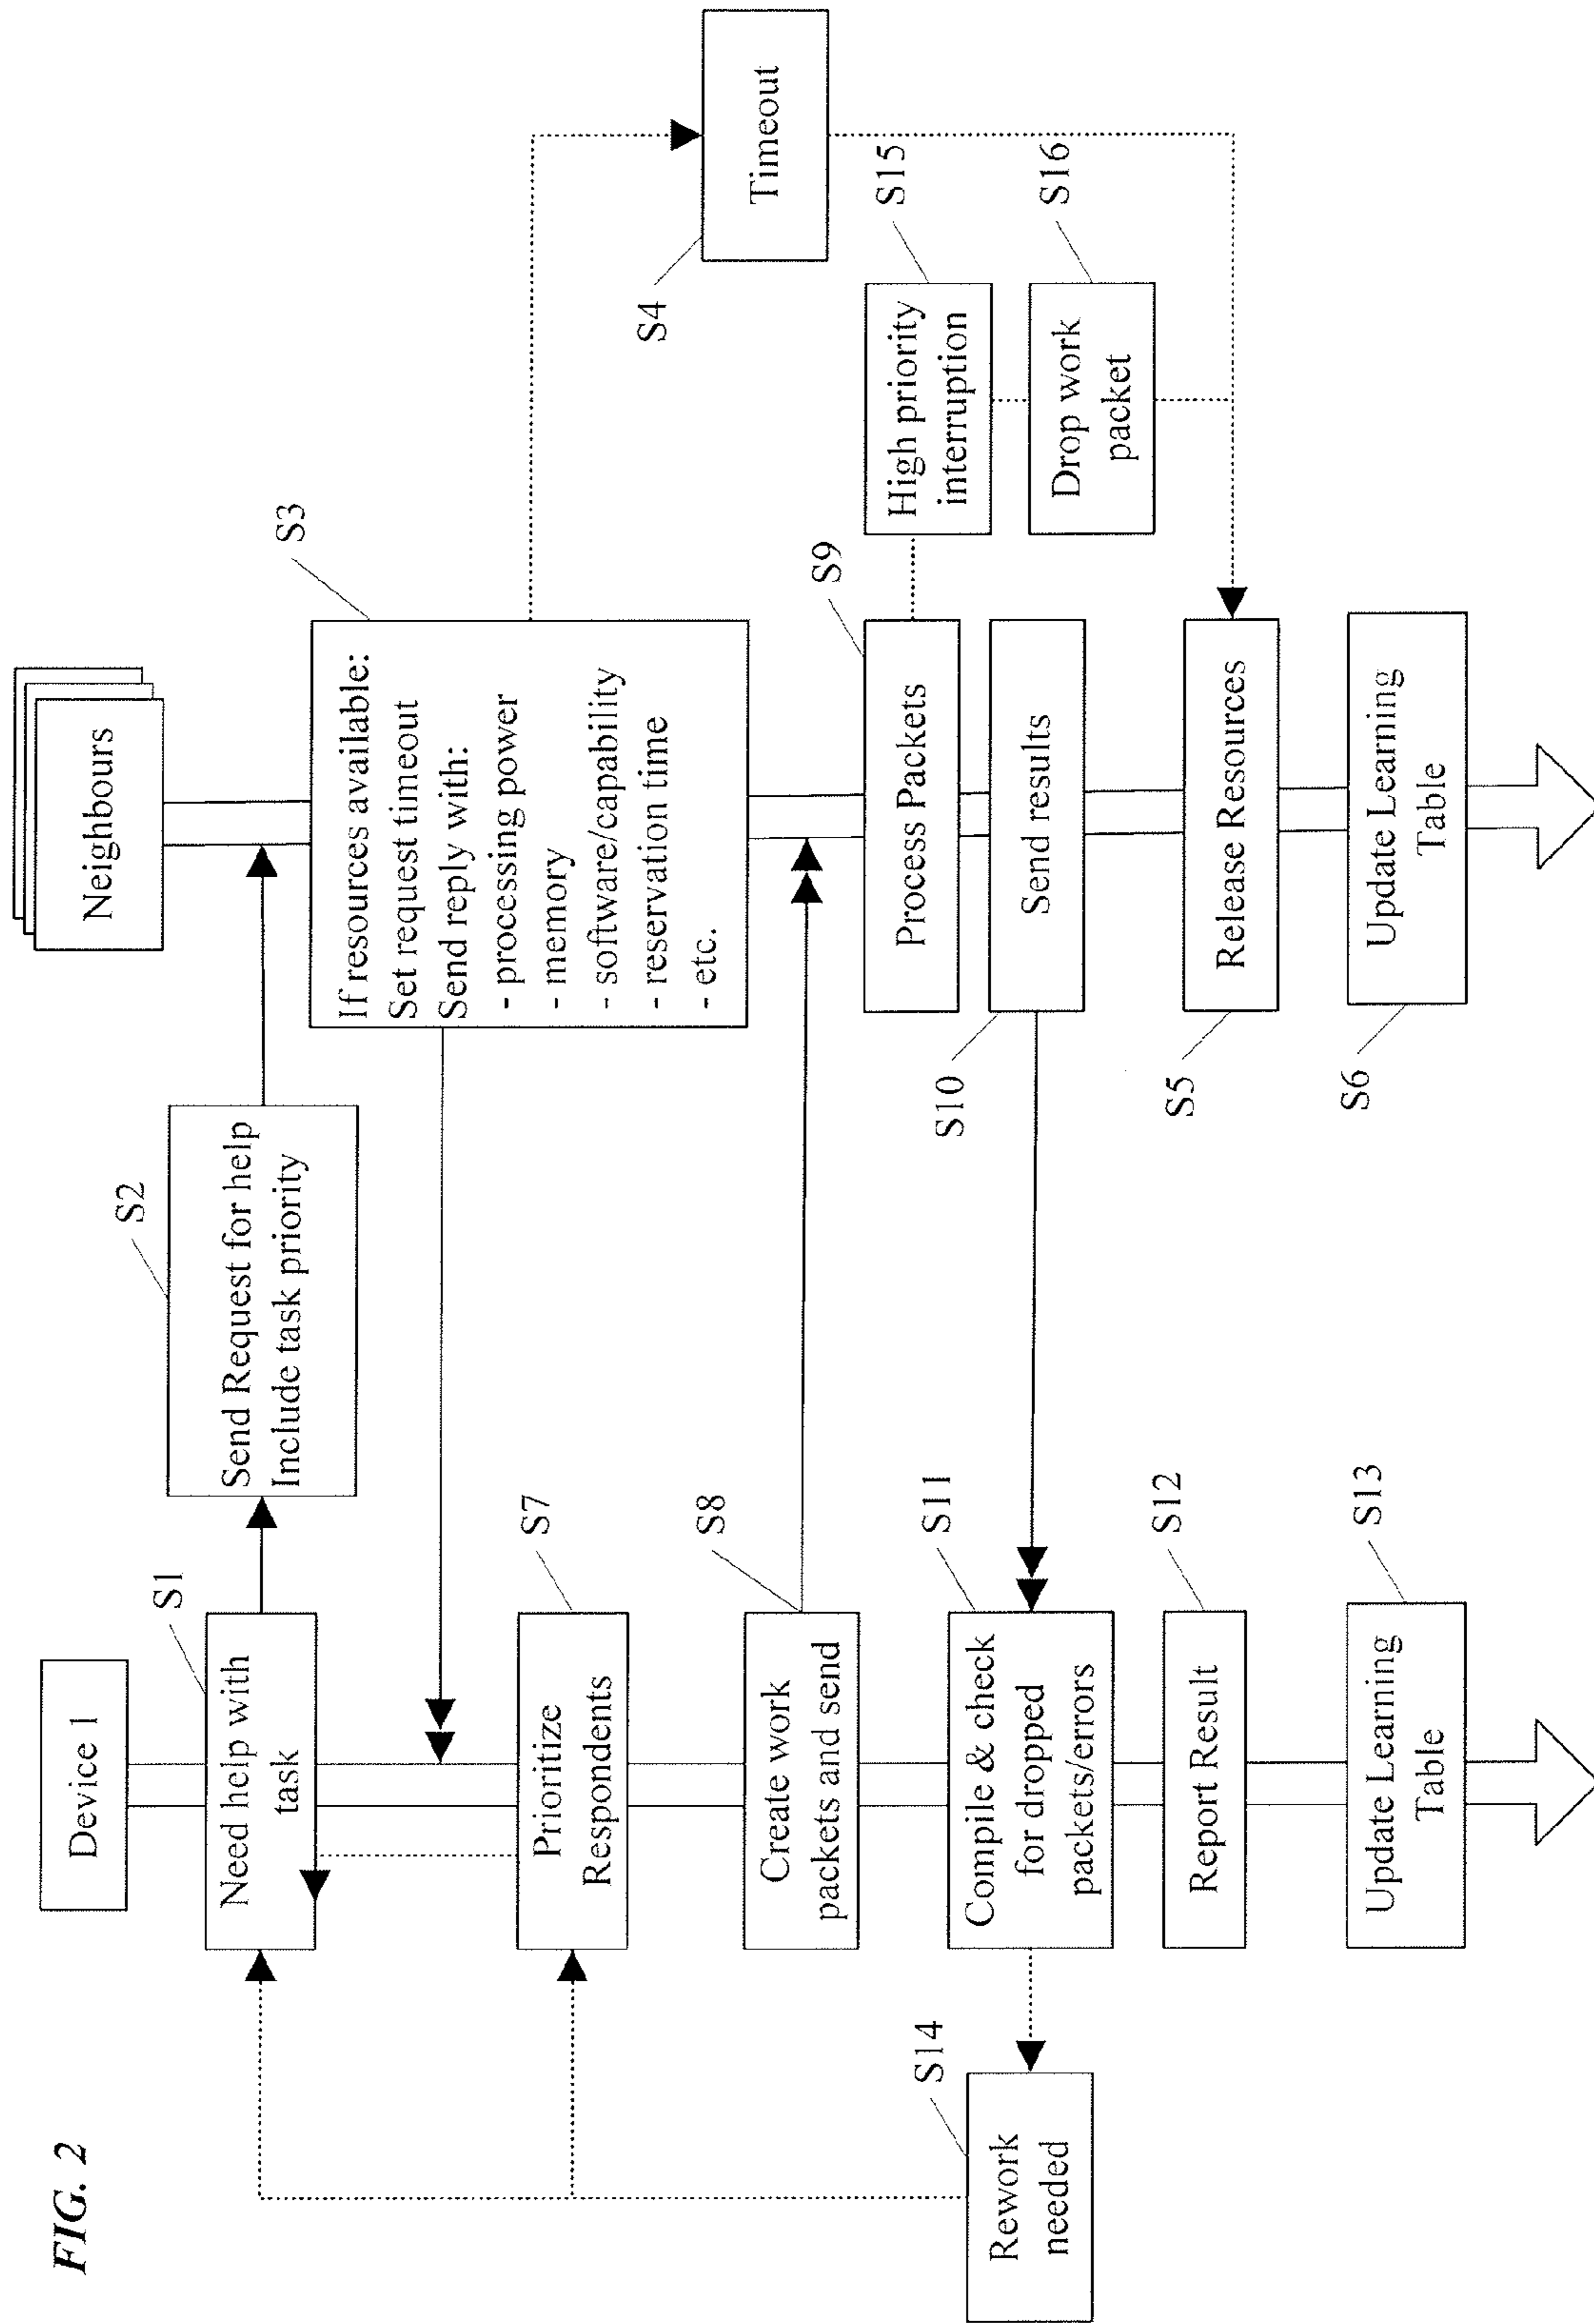 FIG. 2
Device 1
Neighbours
S1
Need help with
task
S2
Send Request for help
Include task priority
S3
If resources available:
Set request timeout
Send reply with:
- processing power
- memory
- software/capability
- reservation time
- etc.
S4
Timeout
S7
Prioritize
Respondents
S8
Create work
packets and send
S9
Process Packets
S15
High priority
interruption
S16
Drop work
packet
S10
Send results
S11
Compile & check
for dropped
packets/errors
S14
Rework
needed
S5
Release Resources
S12
Report Result
S6
Update Learning
Table
S13
Update Learning
Table